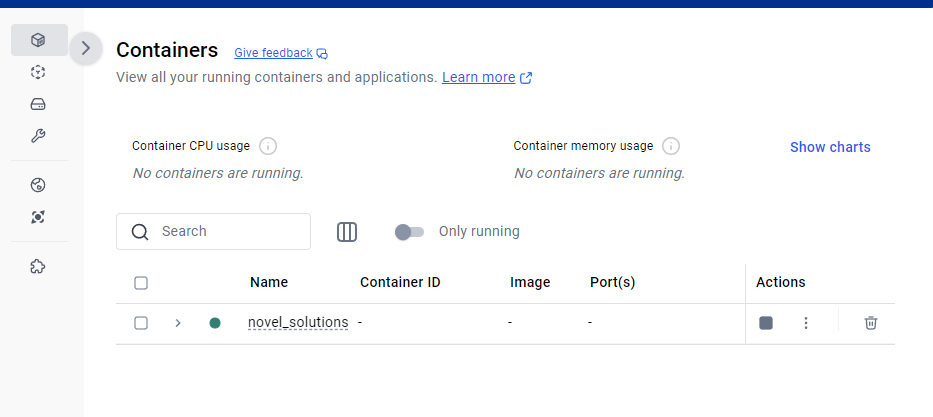 Containers Give feedback
View all your running containers and applications. Learn more
Container CPU usage Container memory usage Show charts
No containers are running. No containers are running.
Search Only running
Name Container ID Image Port(s) Actions
novel_solutions - - -